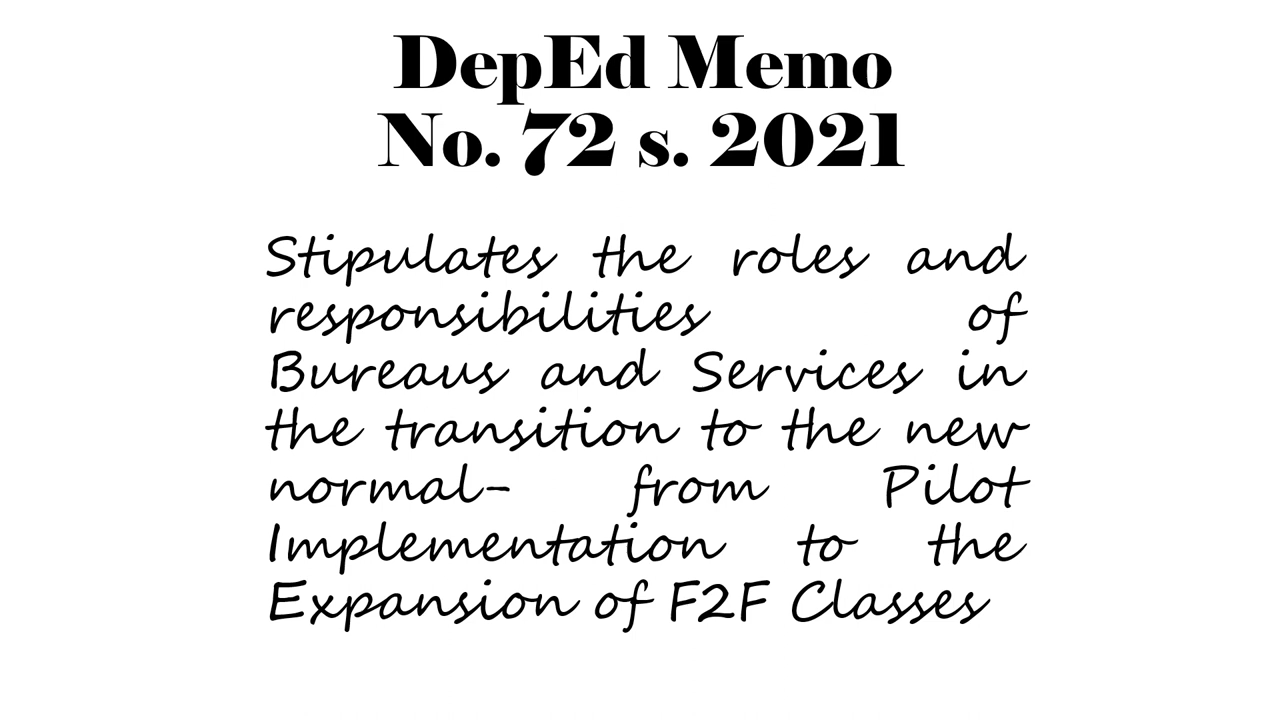 DepEd Memo
No. 72 s. 2021
Stipulates the roles and
responsibilities of
Bureaus and Services in
the transition to the new
normal- from Pilot
Implementation to the
Expansion of F2F Classes